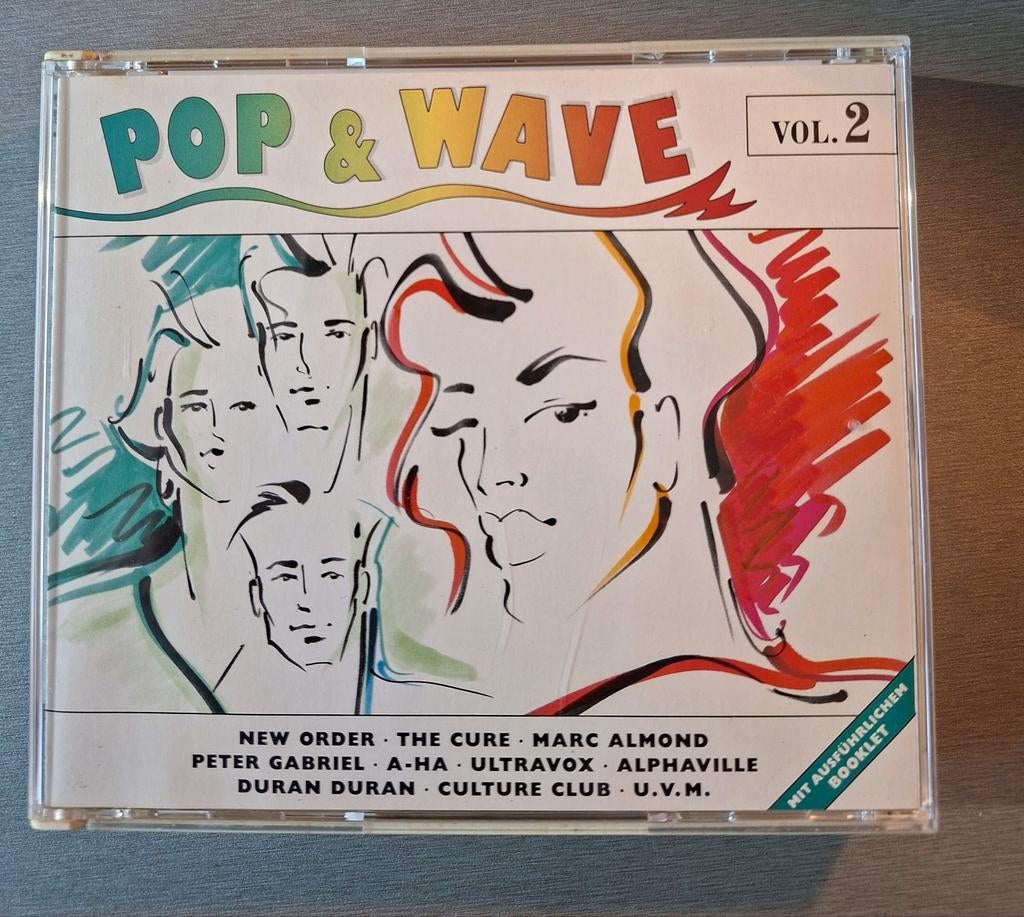 POP & WAVE
VOL. 2
NEW ORDER · THE CURE · MARC ALMOND
PETER GABRIEL · A-HA · ULTRAVOX · ALPHAVILLE
DURAN DURAN · CULTURE CLUB · U.V.M.
MIT AUSFÜHRLICHEM
BOOKLET